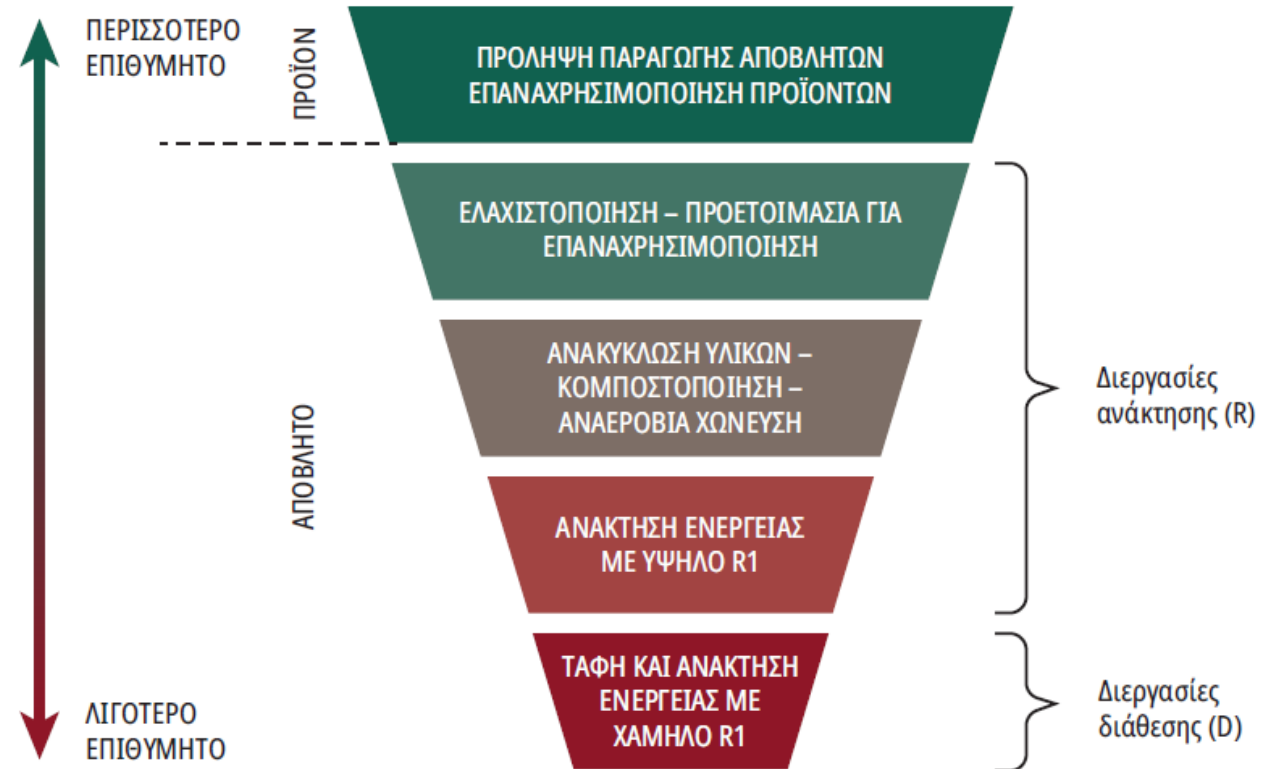 ΠΕΡΙΣΣΟΤΕΡΟ
ΕΠΙΘΥΜΗΤΟ
ΠΡΟΪΟΝ
ΠΡΟΛΗΨΗ ΠΑΡΑΓΩΓΗΣ ΑΠΟΒΛΗΤΩΝ
ΕΠΑΝΑΧΡΗΣΙΜΟΠΟΙΗΣΗ ΠΡΟΪΟΝΤΩΝ
ΕΛΑΧΙΣΤΟΠΟΙΗΣΗ – ΠΡΟΕΤΟΙΜΑΣΙΑ ΓΙΑ
ΕΠΑΝΑΧΡΗΣΙΜΟΠΟΙΗΣΗ
ΑΝΑΚΥΚΛΩΣΗ ΥΛΙΚΩΝ –
ΚΟΜΠΟΣΤΟΠΟΙΗΣΗ –
ΑΝΑΕΡΟΒΙΑ ΧΩΝΕΥΣΗ
Διεργασίες
ανάκτησης (R)
ΑΠΟΒΛΗΤΟ
ΑΝΑΚΤΗΣΗ ΕΝΕΡΓΕΙΑΣ
ΜΕ ΥΨΗΛΟ R1
ΤΑΦΗ ΚΑΙ ΑΝΑΚΤΗΣΗ
ΕΝΕΡΓΕΙΑΣ ΜΕ
ΧΑΜΗΛΟ R1
Διεργασίες
διάθεσης (D)
ΛΙΓΟΤΕΡΟ
ΕΠΙΘΥΜΗΤΟ